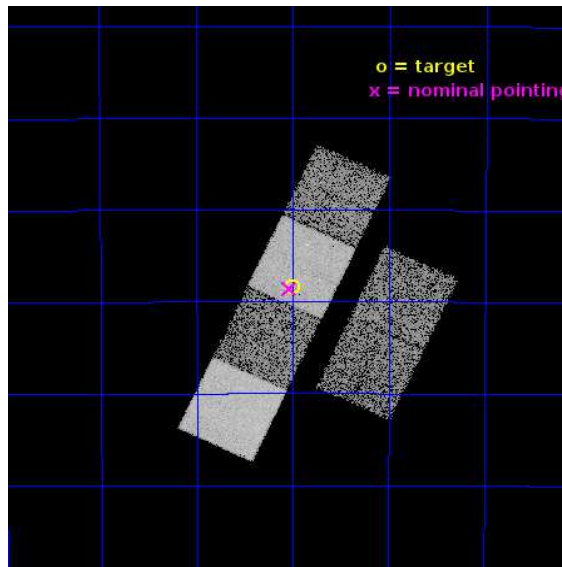 o = target
x = nominal pointing